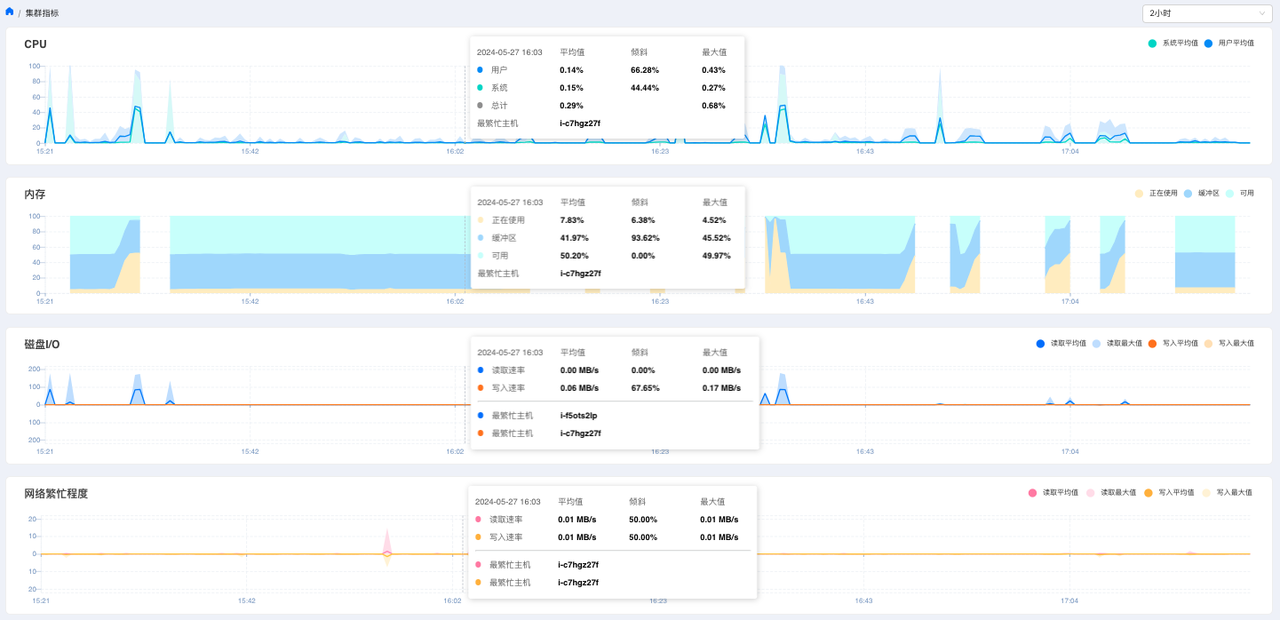 / 集群指标
2小时
CPU
系统平均值 用户平均值
100
80
60
40
20
0
15:21 15:42 16:02 16:23 16:43 17:04
2024-05-27 16:03 平均值 倾斜 最大值
用户 0.14% 66.28% 0.43%
系统 0.15% 44.44% 0.27%
总计 0.29% 0.68%
最繁忙主机 i-c7hgz27f
内存
正在使用 缓冲区 可用
100
80
60
40
20
0
15:21 15:42 16:02 16:23 16:43 17:04
2024-05-27 16:03 平均值 倾斜 最大值
正在使用 7.83% 6.38% 4.52%
缓冲区 41.97% 93.62% 45.52%
可用 50.20% 0.00% 49.97%
最繁忙主机 i-c7hgz27f
磁盘I/O
读取平均值 读取最大值 写入平均值 写入最大值
200
100
0
100
200
15:21 15:42 16:02 16:23 16:43 17:04
2024-05-27 16:03 平均值 倾斜 最大值
读取速率 0.00 MB/s 0.00% 0.00 MB/s
写入速率 0.06 MB/s 67.65% 0.17 MB/s
最繁忙主机 i-f5ots2lp
最繁忙主机 i-c7hgz27f
网络繁忙程度
读取平均值 读取最大值 写入平均值 写入最大值
20
10
0
10
20
15:21 15:42 16:02 16:23 16:43 17:04
2024-05-27 16:03 平均值 倾斜 最大值
读取速率 0.01 MB/s 50.00% 0.01 MB/s
写入速率 0.01 MB/s 50.00% 0.01 MB/s
最繁忙主机 i-c7hgz27f
最繁忙主机 i-c7hgz27f